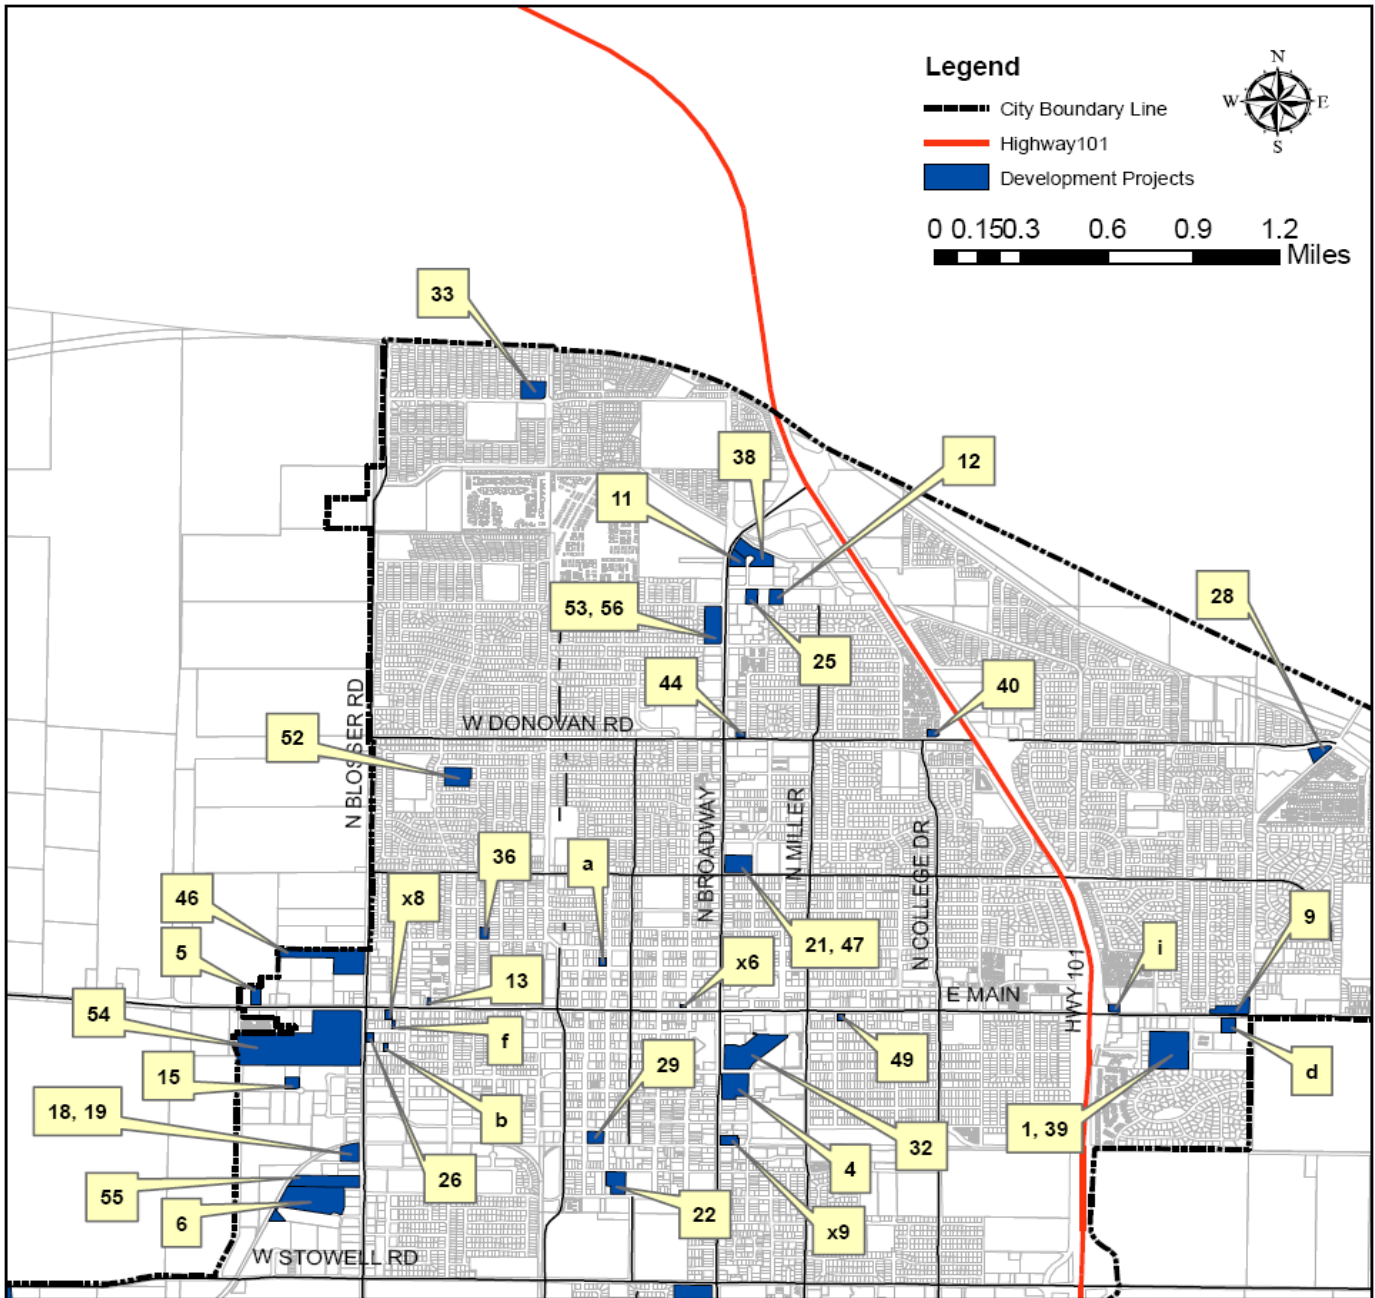 Legend
N
W E
S
City Boundary Line
Highway101
Development Projects
0 0.150.3 0.6 0.9 1.2
Miles
33
38
12
11
53, 56
25
28
44
40
W DONOVAN RD
52
N BLOSSER RD
N BROADWAY
N MILLER
N COLLEGE DR
36
a
x8
46
21, 47
9
5
x6
i
13
HWY 101
E MAIN
54
f
49
d
29
15
b
18, 19
32
1, 39
4
26
55
6
22
x9
W STOWELL RD